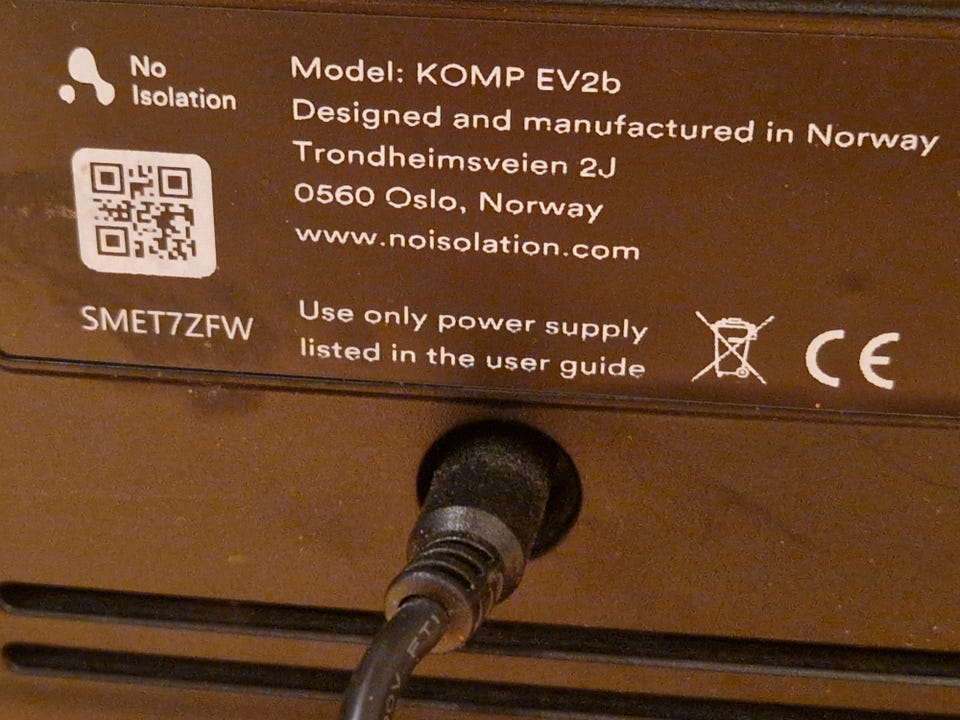 No
Isolation
Model: KOMP EV2b
Designed and manufactured in Norway
Trondheimsveien 2J
0560 Oslo, Norway
www.noisolation.com
SMET7ZFW
Use only power supply
listed in the user guide
CE